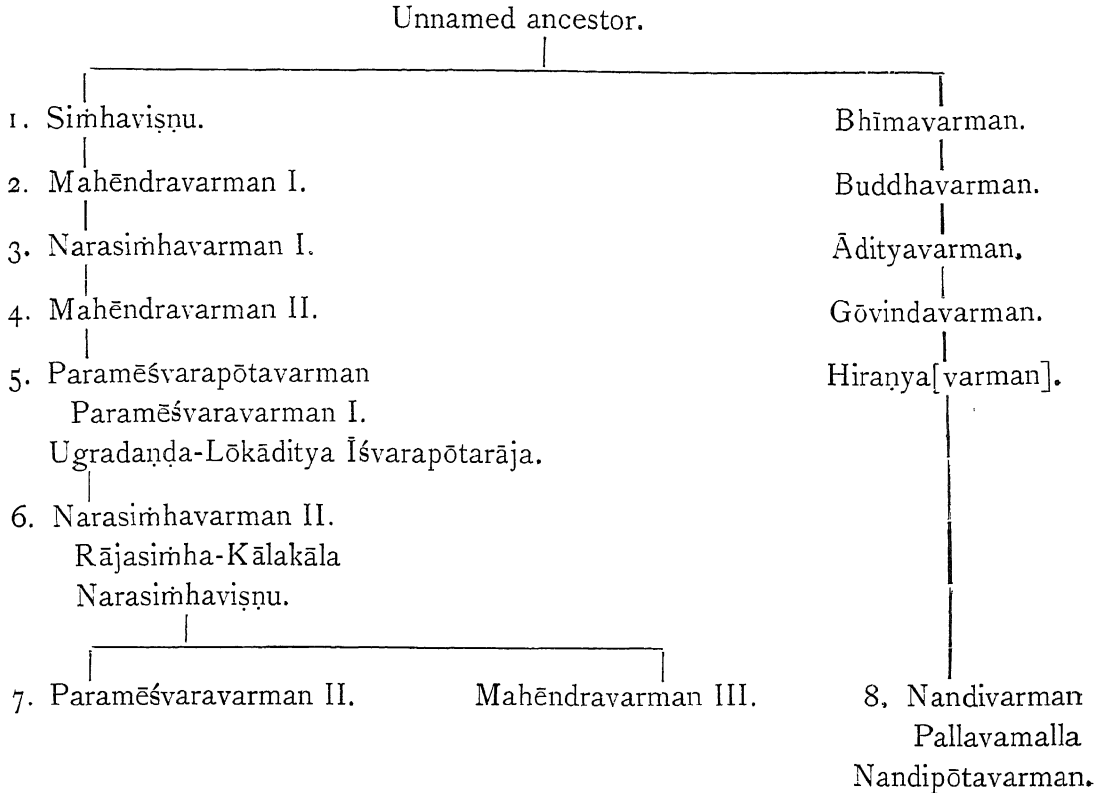 Unnamed ancestor.
1. Siṁhaviṣṇu. Bhīmavarman.
2. Mahēndravarman I. Buddhavarman.
3. Narasiṁhavarman I. Ādityavarman.
4. Mahēndravarman II. Gōvindavarman.
5. Paramēśvarapōtavarman Hiraṇya[varman].
Paramēśvaravarman I.
Ugradaṇḍa-Lōkāditya Īśvarapōtarāja.
6. Narasiṁhavarman II.
Rājasiṁha-Kālakāla
Narasiṁhaviṣṇu.
7. Paramēśvaravarman II. Mahēndravarman III. 8. Nandivarman
Pallavamalla
Nandipōtavarman.